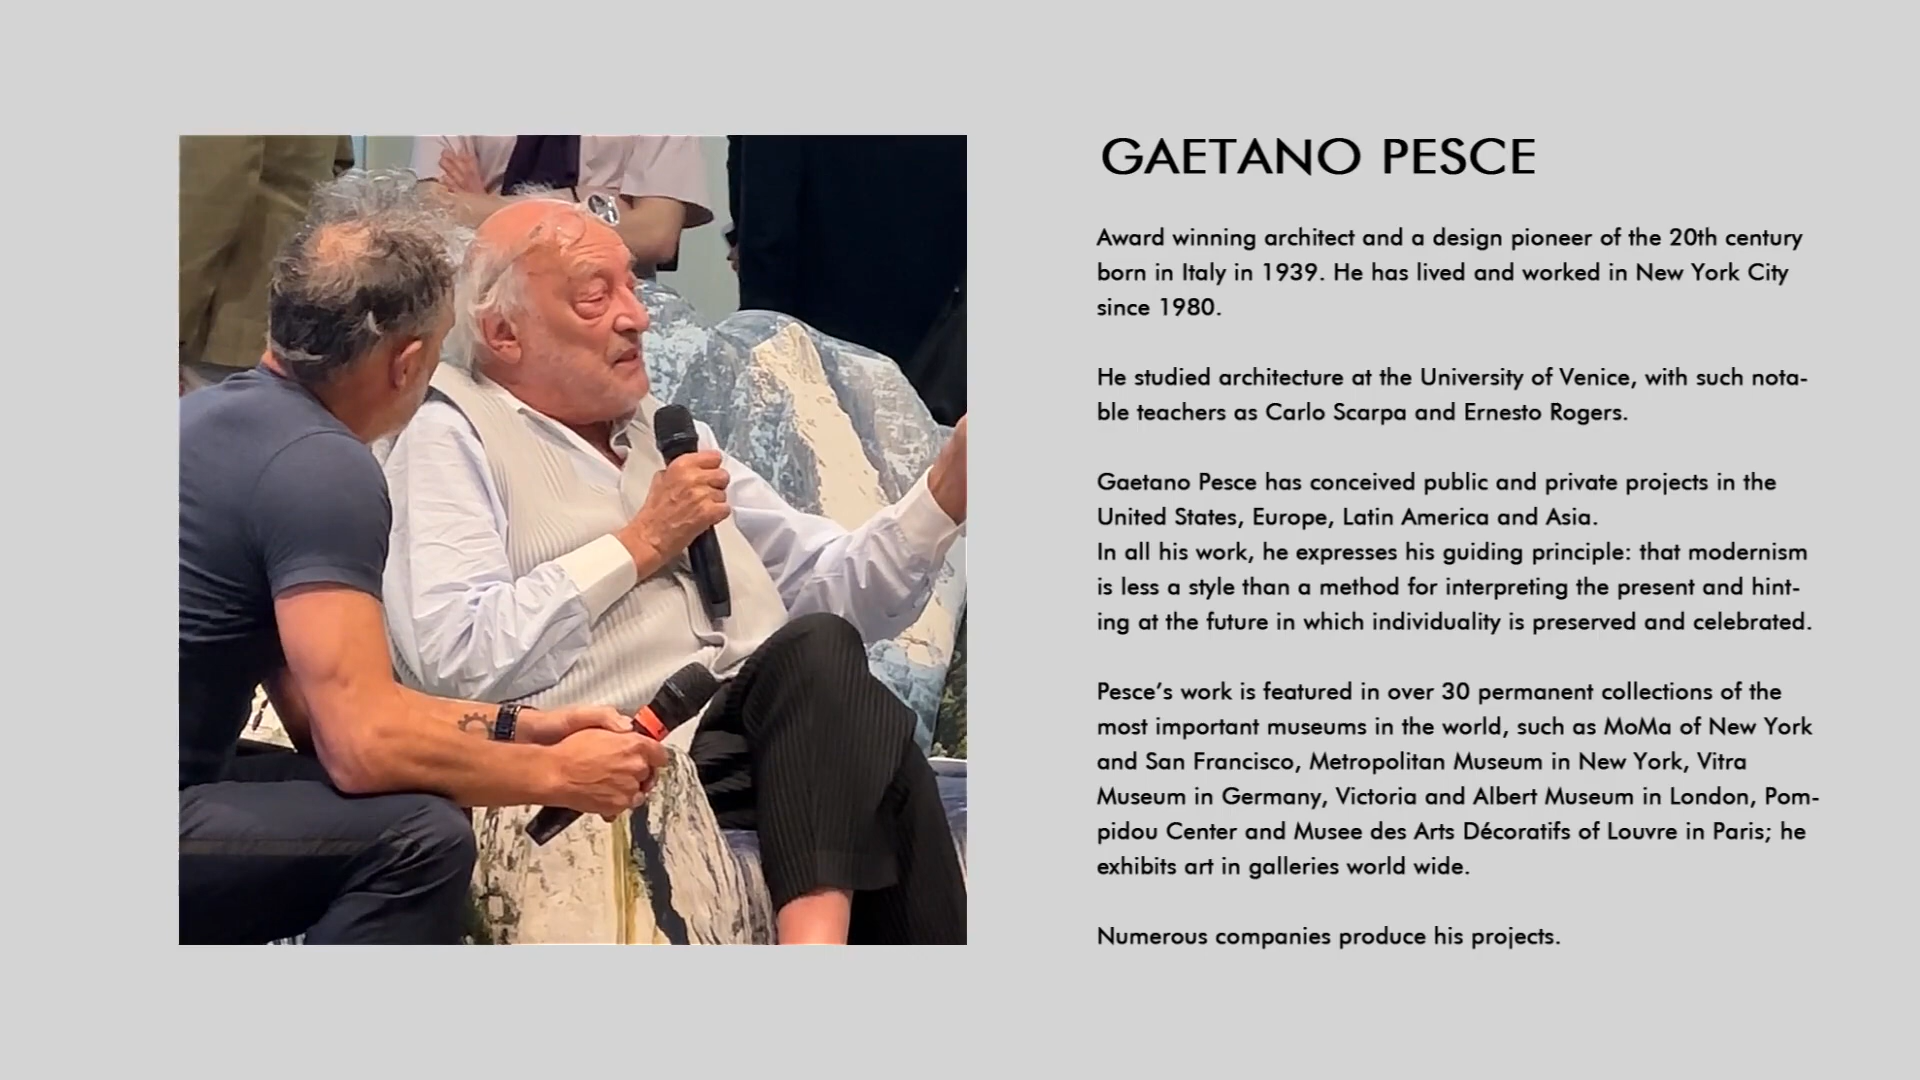 GAETANO PESCE
Award winning architect and a design pioneer of the 20th century
born in Italy in 1939. He has lived and worked in New York City
since 1980.
He studied architecture at the University of Venice, with such nota-
ble teachers as Carlo Scarpa and Ernesto Rogers.
Gaetano Pesce has conceived public and private projects in the
United States, Europe, Latin America and Asia.
In all his work, he expresses his guiding principle: that modernism
is less a style than a method for interpreting the present and hint-
ing at the future in which individuality is preserved and celebrated.
Pesce’s work is featured in over 30 permanent collections of the
most important museums in the world, such as MoMa of New York
and San Francisco, Metropolitan Museum in New York, Vitra
Museum in Germany, Victoria and Albert Museum in London, Pom-
pidou Center and Musee des Arts Décoratifs of Louvre in Paris; he
exhibits art in galleries world wide.
Numerous companies produce his projects.